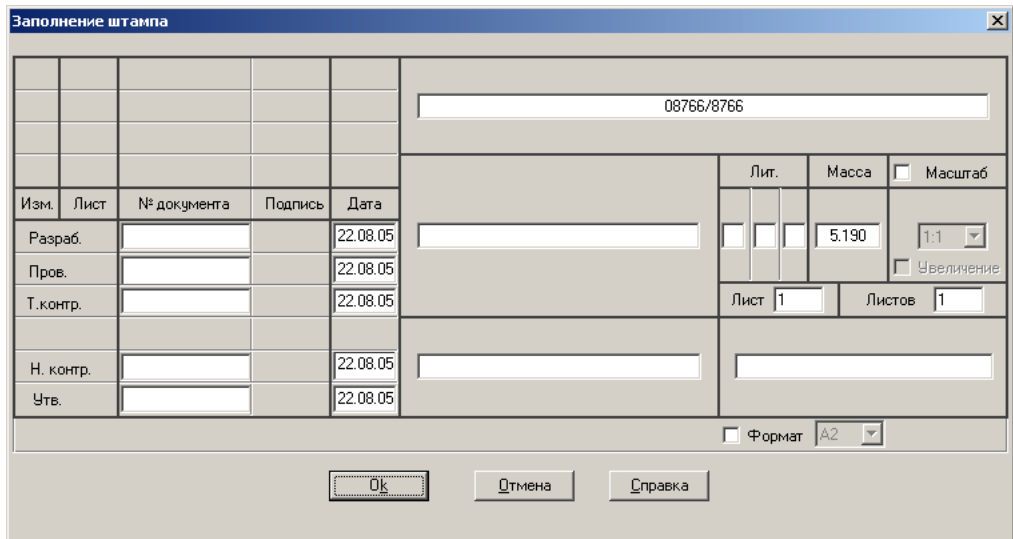 Заполнение штампа
08766/8766
Лит. Масса Масштаб
Изм. Лист № документа Подпись Дата
Разраб. 22.08.05 5.190 1:1
Пров. 22.08.05 Увеличение
Т.контр. 22.08.05 Лист 1 Листов 1
Н. контр. 22.08.05
Утв. 22.08.05
Формат A2
Ok Отмена Справка